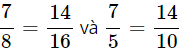 7/8 = 14/16 và 7/5 = 14/10